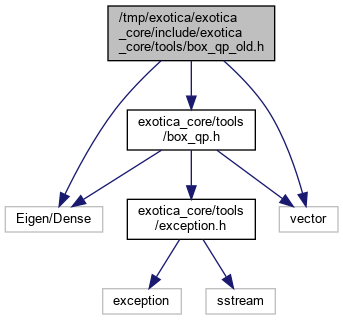 /tmp/exotica/exotica
_core/include/exotica
_core/tools/box_qp_old.h
exotica_core/tools
/box_qp.h
Eigen/Dense
exotica_core/tools
/exception.h
vector
exception
sstream